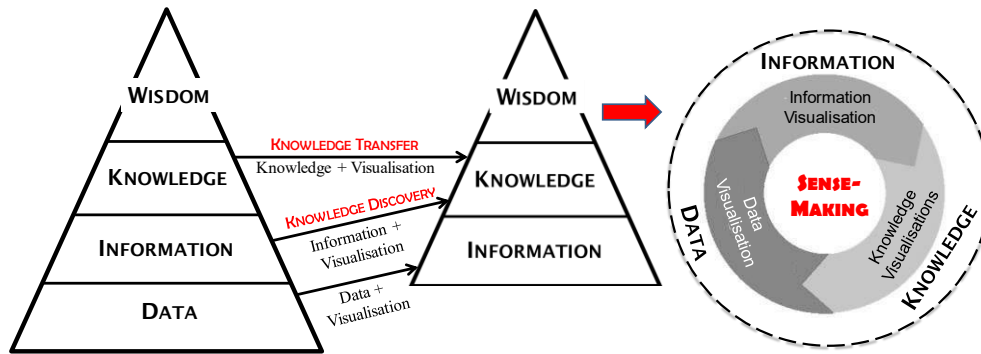 WISDOM
KNOWLEDGE
INFORMATION
DATA
KNOWLEDGE TRANSFER
Knowledge + Visualisation
KNOWLEDGE DISCOVERY
Information +
Visualisation
Data +
Visualisation
WISDOM
KNOWLEDGE
INFORMATION
INFORMATION
Information
Visualisation
DATA
Data
Visualisation
SENSE-
MAKING
Knowledge
Visualisations
KNOWLEDGE